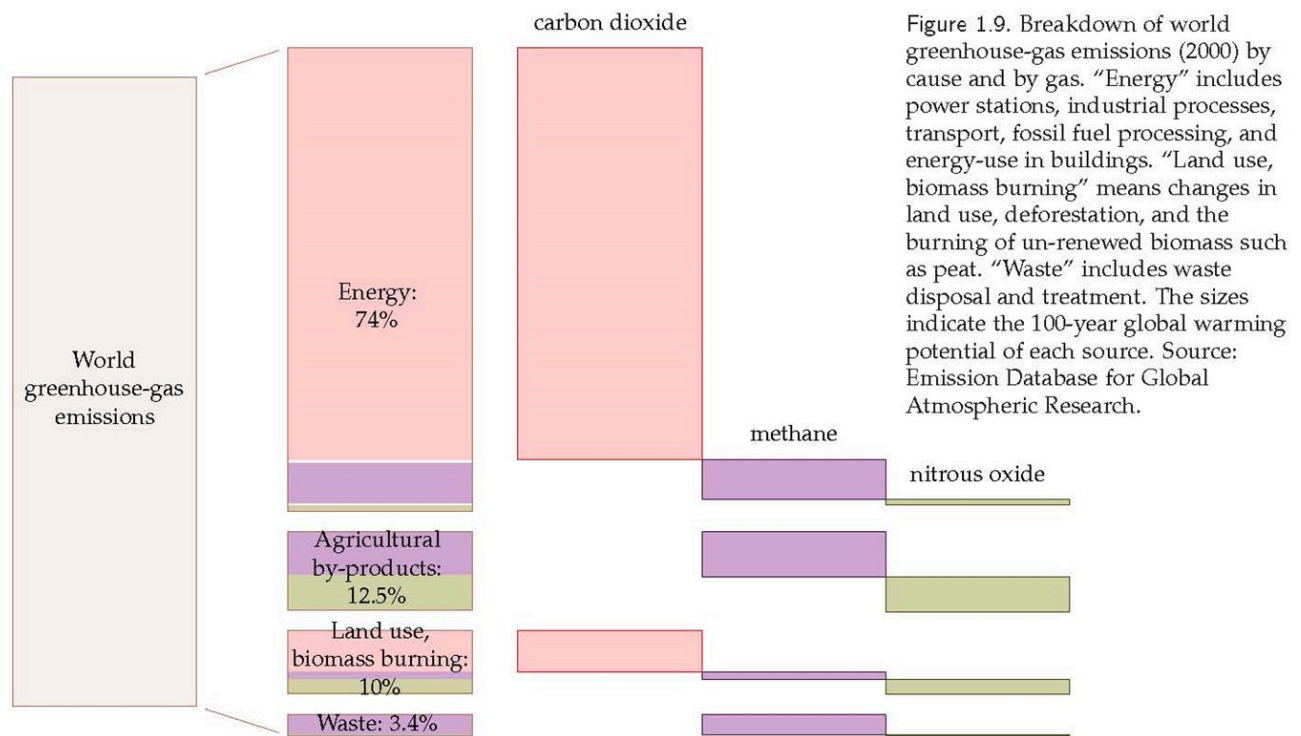 carbon dioxide
Figure 1.9. Breakdown of world
greenhouse-gas emissions (2000) by
cause and by gas. “Energy” includes
power stations, industrial processes,
transport, fossil fuel processing, and
energy-use in buildings. “Land use,
biomass burning” means changes in
land use, deforestation, and the
burning of un-renewed biomass such
as peat. “Waste” includes waste
disposal and treatment. The sizes
indicate the 100-year global warming
potential of each source. Source:
Emission Database for Global
Atmospheric Research.
Energy:
74%
World
greenhouse-gas
emissions
methane
nitrous oxide
Agricultural
by-products:
12.5%
Land use,
biomass burning:
10%
Waste: 3.4%